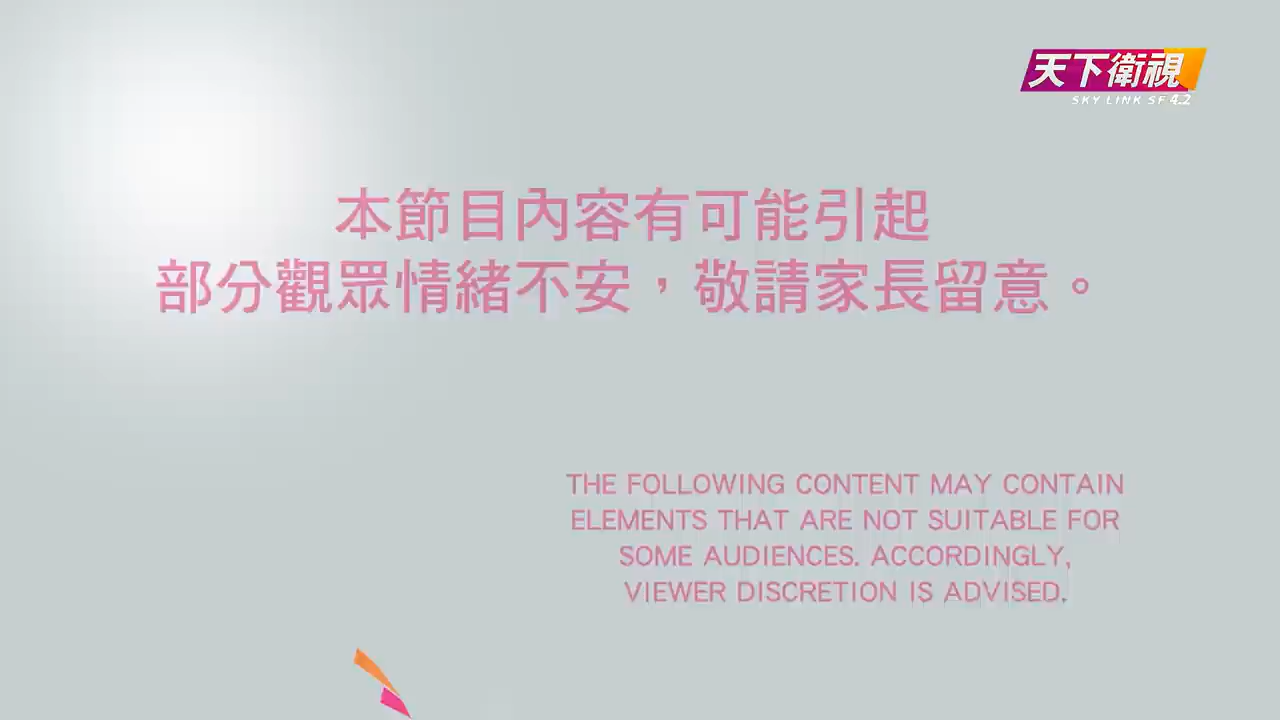 天下衛視
SKY LINK SF 4.2
本節目內容有可能引起
部分觀眾情緒不安，敬請家長留意。
THE FOLLOWING CONTENT MAY CONTAIN
ELEMENTS THAT ARE NOT SUITABLE FOR
SOME AUDIENCES. ACCORDINGLY,
VIEWER DISCRETION IS ADVISED.